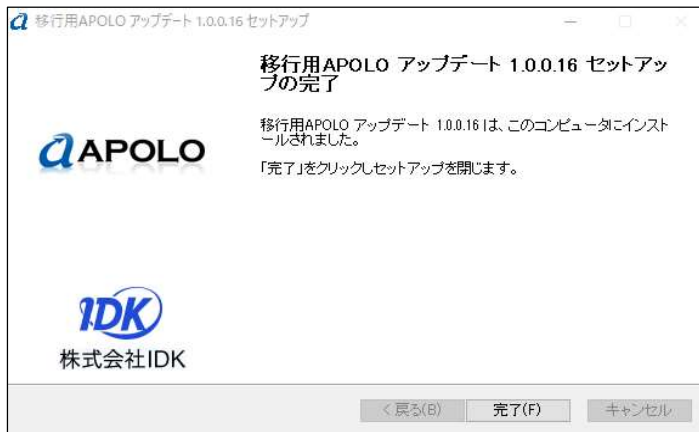 移行用APOLO アップデート 1.0.0.16 セットアップ
移行用APOLO アップデート 1.0.0.16 セットアッ
プの完了
移行用APOLO アップデート 1.0.0.16 は、このコンピュータにインスト
ールされました。
「完了」をクリックしセットアップを閉じます。
APOLO
IDK
株式会社IDK
< 戻る(B)
完了(F)
キャンセル